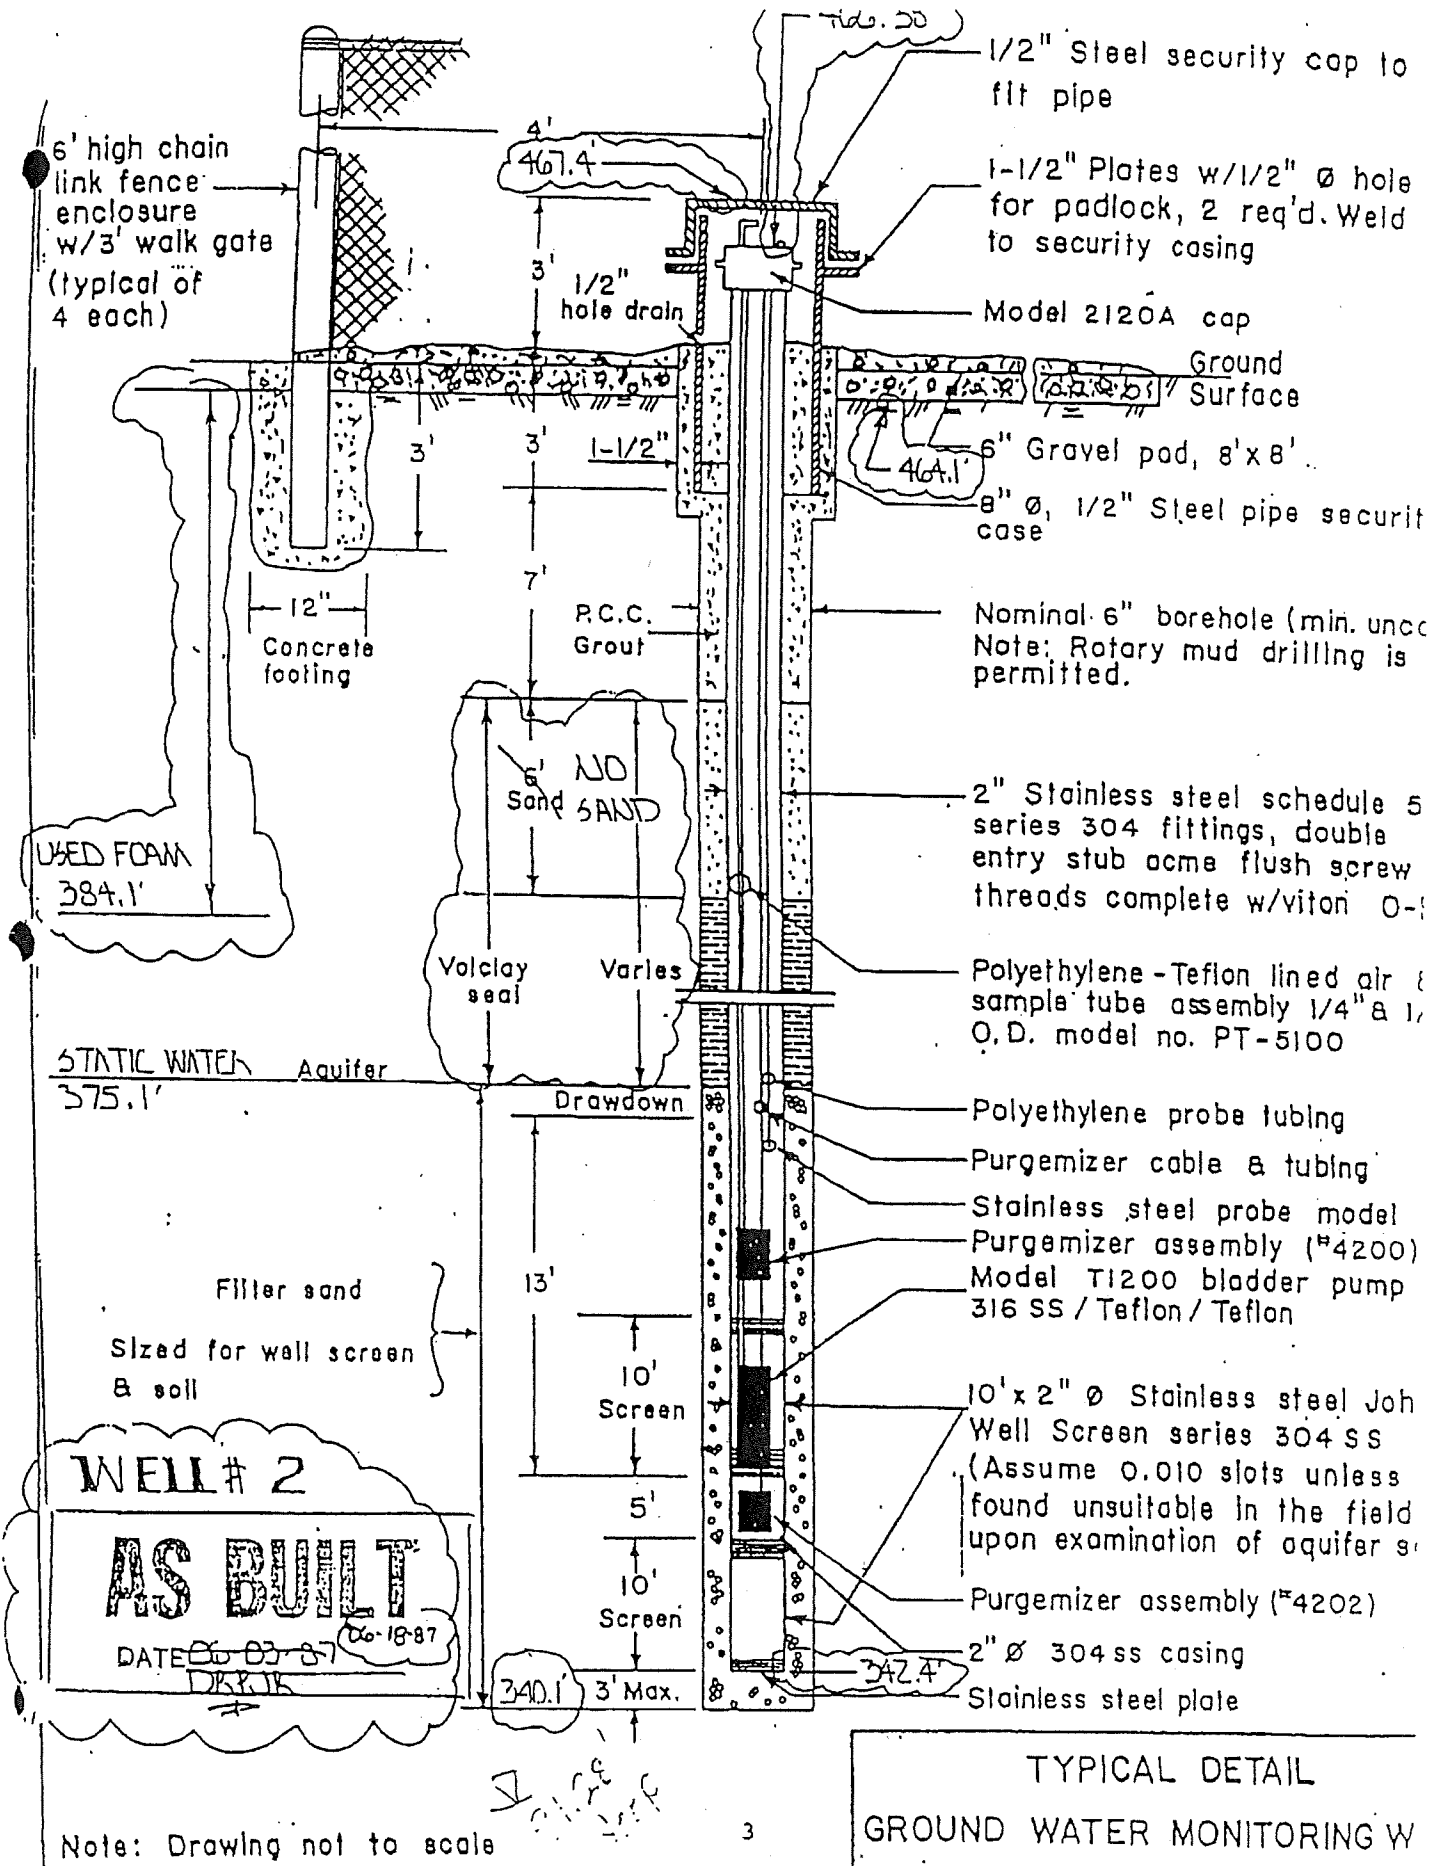 1/2" Steel security cap to
fit pipe
4'
467.4'
6' high chain
link fence
enclosure
w/3' walk gate
(typical of
4 each)
1-1/2" Plates w/1/2" Ø hole
for padlock, 2 req'd. Weld
to security casing
3'
1/2"
hole drain
Model 2120A cap
Ground
Surface
3'
3'
1-1/2"
6" Gravel pad, 8'x8'
464.1'
8" Ø, 1/2" Steel pipe securit
case
7'
12"
Concrete
footing
P.C.C.
Grout
Nominal 6" borehole (min. unco
Note: Rotary mud drilling is
permitted.
6'
Sand
NO
SAND
2" Stainless steel schedule 5
series 304 fittings, double
entry stub acme flush screw
threads complete w/viton O-
USED FOAM
384.1'
Volclay
seal
Varies
Polyethylene-Teflon lined air &
sample tube assembly 1/4" & 1/
O.D. model no. PT-5100
STATIC WATER
375.1'
Aquifer
Drawdown
Polyethylene probe tubing
Purgemizer cable & tubing
Stainless steel probe model
Purgemizer assembly (#4200)
Model T1200 bladder pump
316 SS / Teflon / Teflon
13'
Filter sand
Sized for well screen
& soil
10'
Screen
10' x 2" Ø Stainless steel Joh
Well Screen series 304 SS
(Assume 0.010 slots unless
found unsuitable in the field
upon examination of aquifer s
5'
10'
Screen
Purgemizer assembly (#4202)
2" Ø 304 ss casing
342.4'
Stainless steel plate
WELL # 2
AS BUILT
DATE 06-03-87
06-18-87
340.1'
3' Max.
Note: Drawing not to scale
3
TYPICAL DETAIL
GROUND WATER MONITORING W